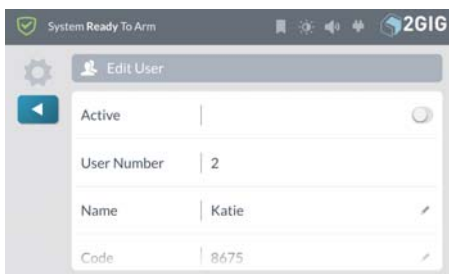 System Ready To Arm
2GIG
Edit User
Active
User Number 2
Name Katie
Code 8675